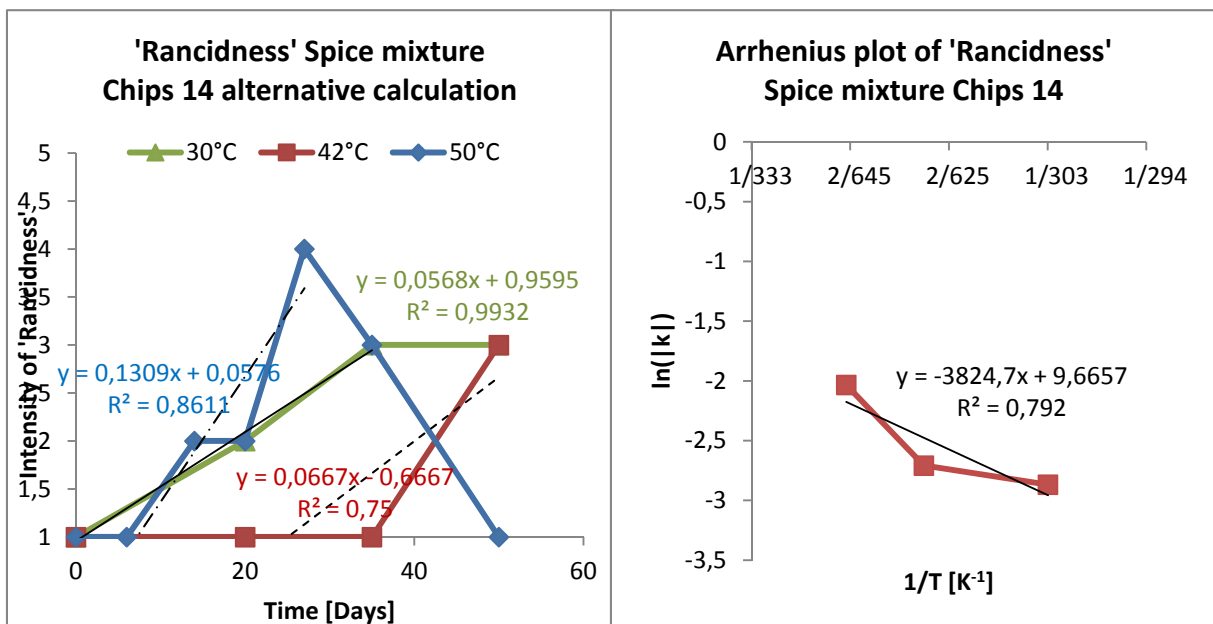 'Rancidness' Spice mixture
Chips 14 alternative calculation
30°C
42°C
50°C
5
4,5
4
3,5
3
2,5
2
1,5
1
'Intensity of 'Rancidness'
y = 0,0568x + 0,9595
R² = 0,9932
y = 0,1309x + 0,0576
R² = 0,8611
y = 0,0667x - 0,6667
R² = 0,75
0 20 40 60
Time [Days]
Arrhenius plot of 'Rancidness'
Spice mixture Chips 14
0
1/333 2/645 2/625 1/303 1/294
-0,5
-1
-1,5
-2
-2,5
-3
-3,5
ln(|k|)
y = -3824,7x + 9,6657
R² = 0,792
1/T [K⁻¹]